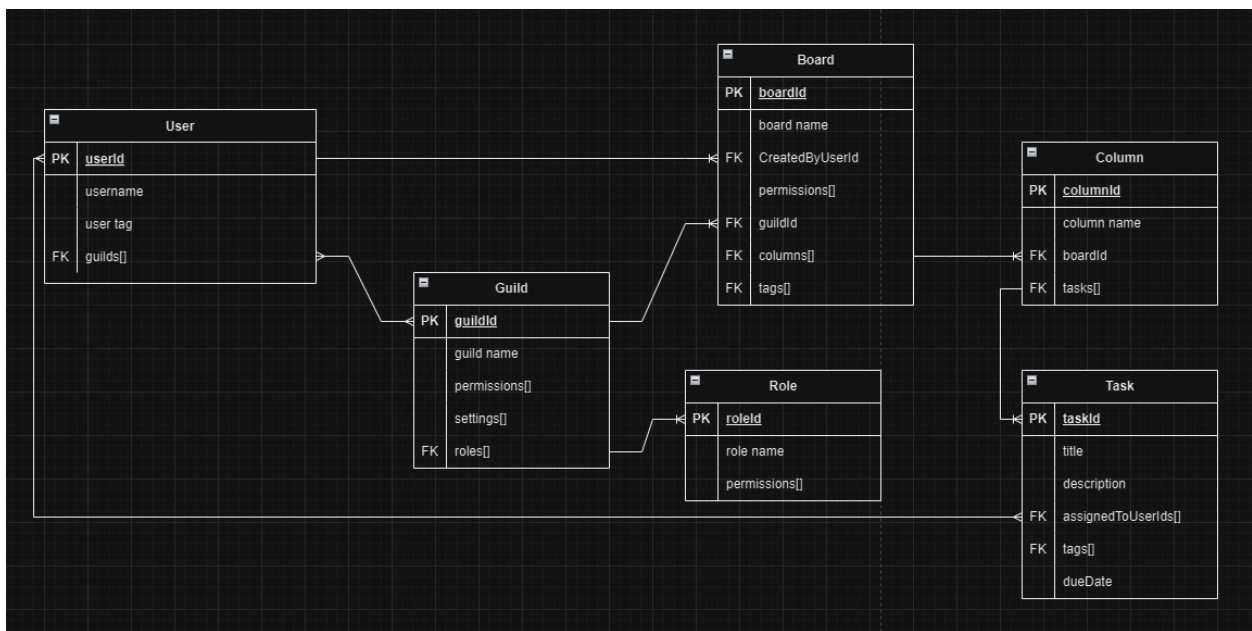 User
PK userId
username
user tag
FK guilds[]
Guild
PK guildId
guild name
permissions[]
settings[]
FK roles[]
Board
PK boardId
board name
FK CreatedByUserId
permissions[]
FK guildId
FK columns[]
FK tags[]
Role
PK roleId
role name
permissions[]
Column
PK columnId
column name
FK boardId
FK tasks[]
Task
PK taskId
title
description
FK assignedToUserIds[]
FK tags[]
dueDate